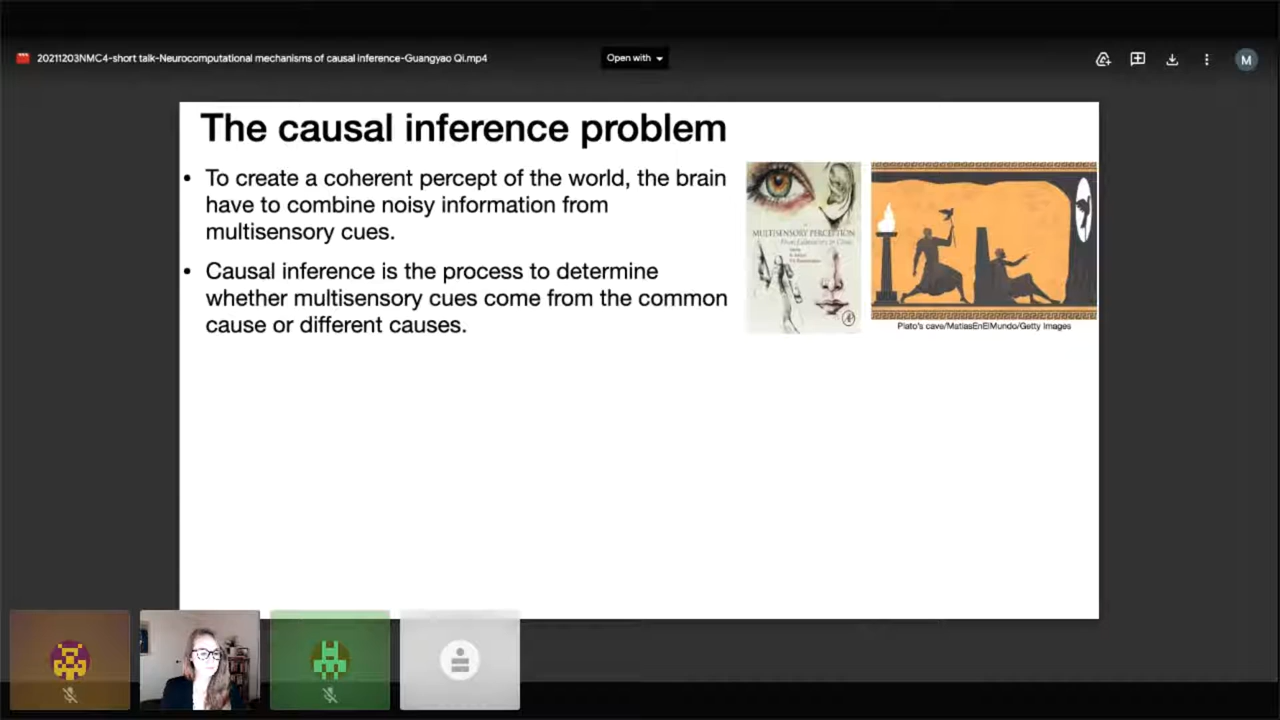 20211203NMC4-short talk-Neurocomputational mechanisms of causal inference-Guangyao Qi.mp4
Open with
M
The causal inference problem
• To create a coherent percept of the world, the brain
have to combine noisy information from
multisensory cues.
• Causal inference is the process to determine
whether multisensory cues come from the common
cause or different causes.
MULTISENSORY PERCEPTION
Plato's cave/MatiasEnElMundo/Getty Images